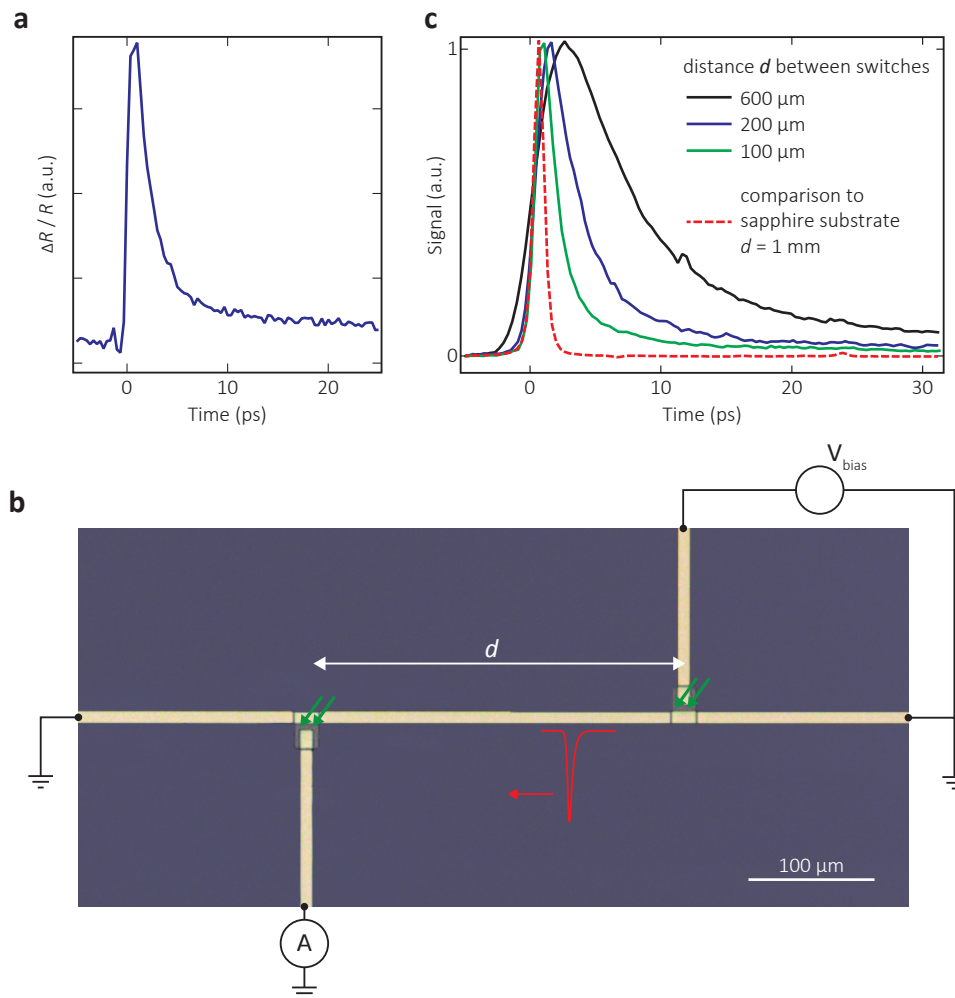 a
ΔR / R (a.u.)
0
10
20
Time (ps)
c
Signal (a.u.)
1
0
distance d between switches
600 μm
200 μm
100 μm
comparison to
sapphire substrate
d = 1 mm
0
10
20
30
Time (ps)
b
Vbias
d
100 μm
A